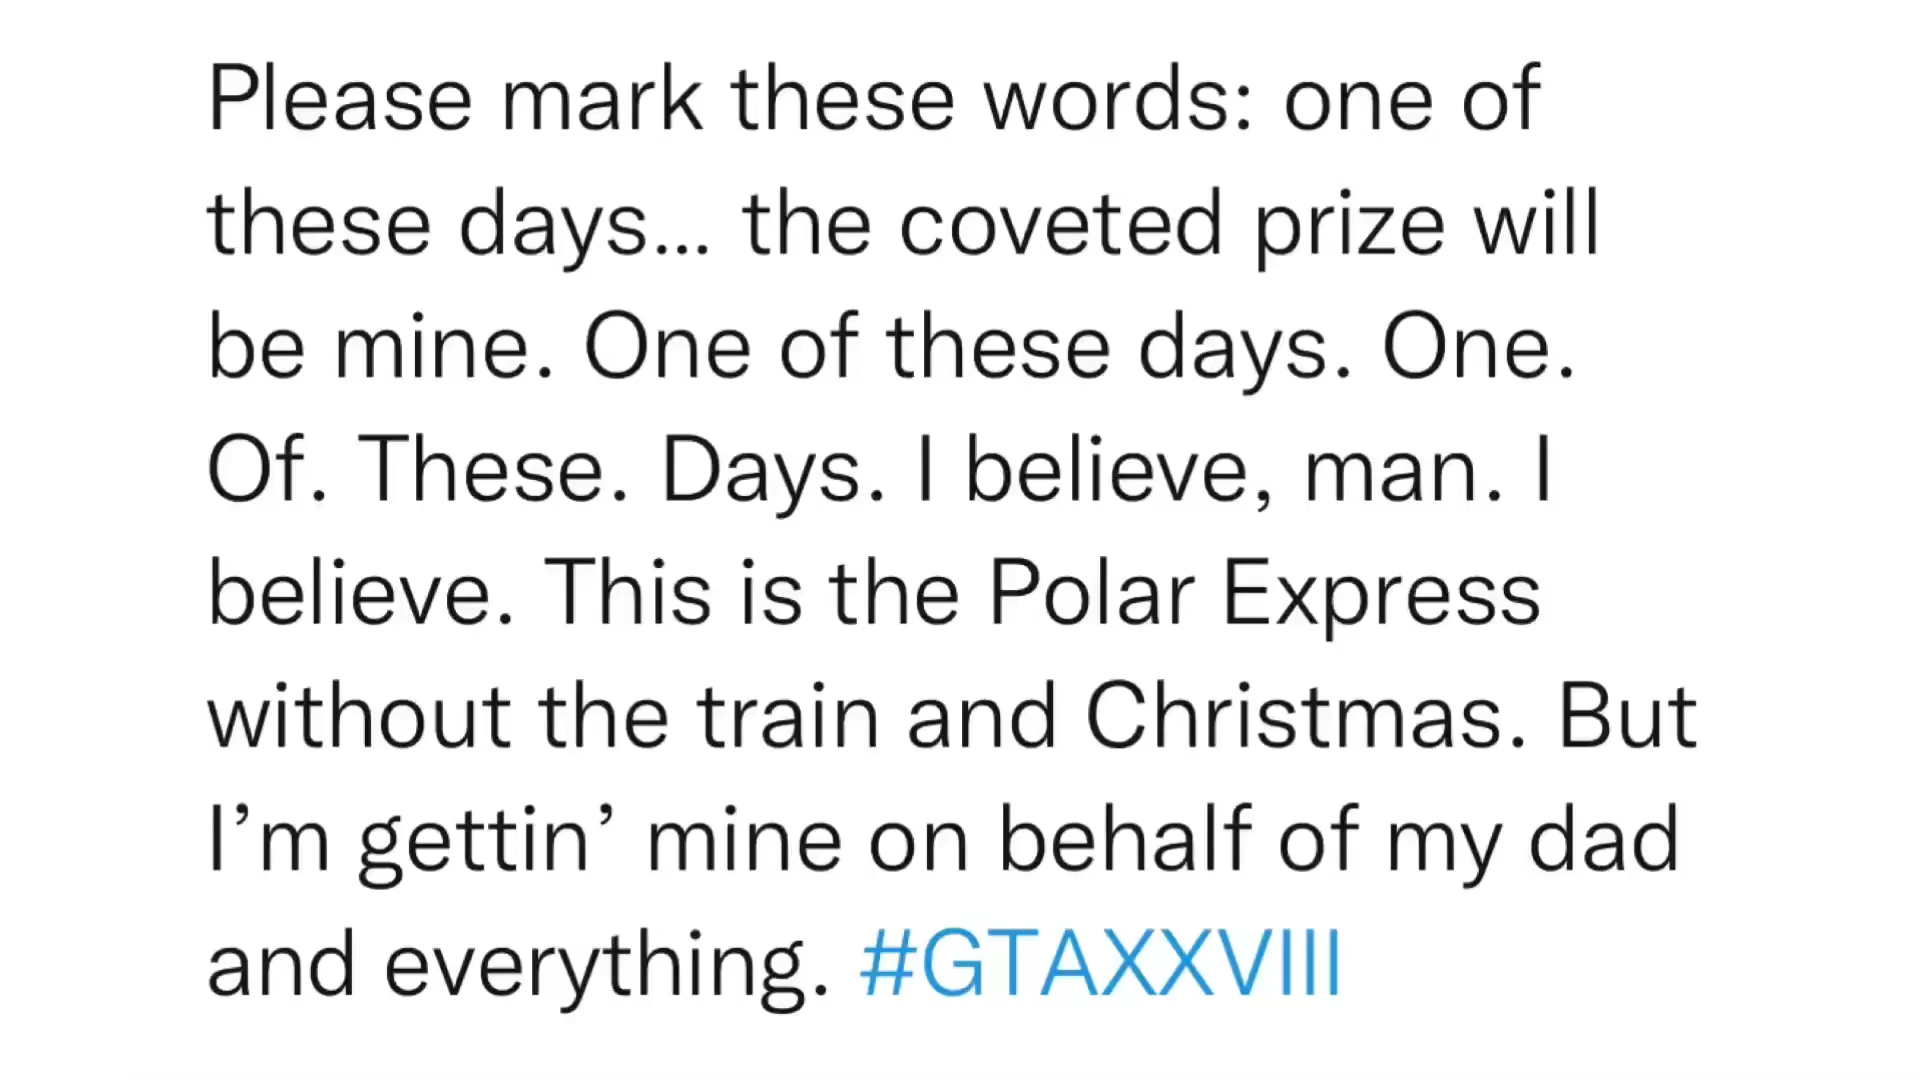 Please mark these words: one of
these days... the coveted prize will
be mine. One of these days. One.
Of. These. Days. I believe, man. I
believe. This is the Polar Express
without the train and Christmas. But
I’m gettin’ mine on behalf of my dad
and everything. #GTAXXVIII